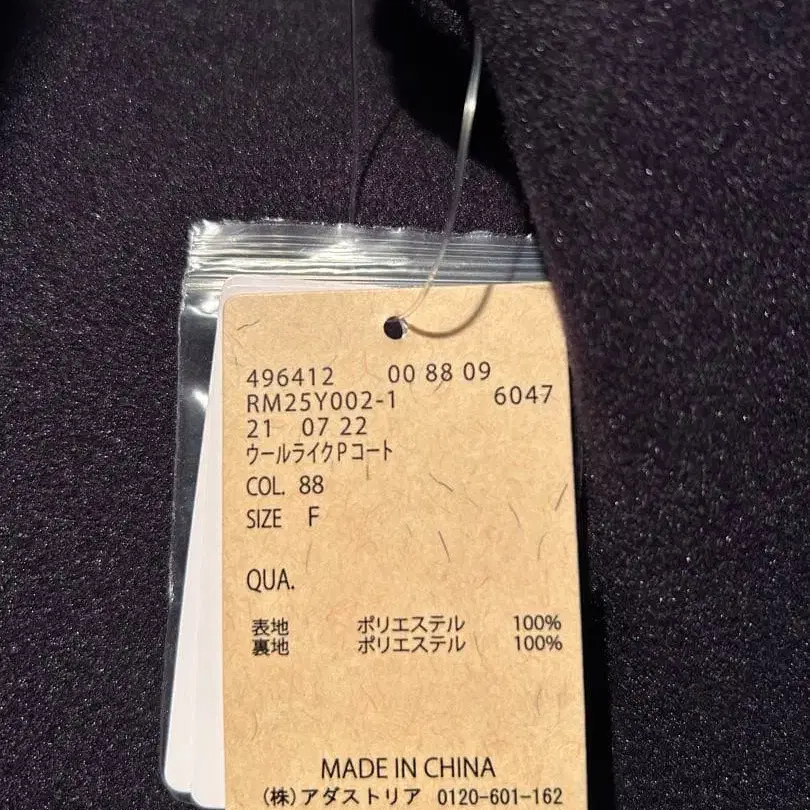 496412 00 88 09
RM25Y002-1 6047
21 07 22
ウールライクPコート
COL. 88
SIZE F
QUA.
表地 ポリエステル 100%
裏地 ポリエステル 100%
MADE IN CHINA
(株)アダストリア 0120-601-162